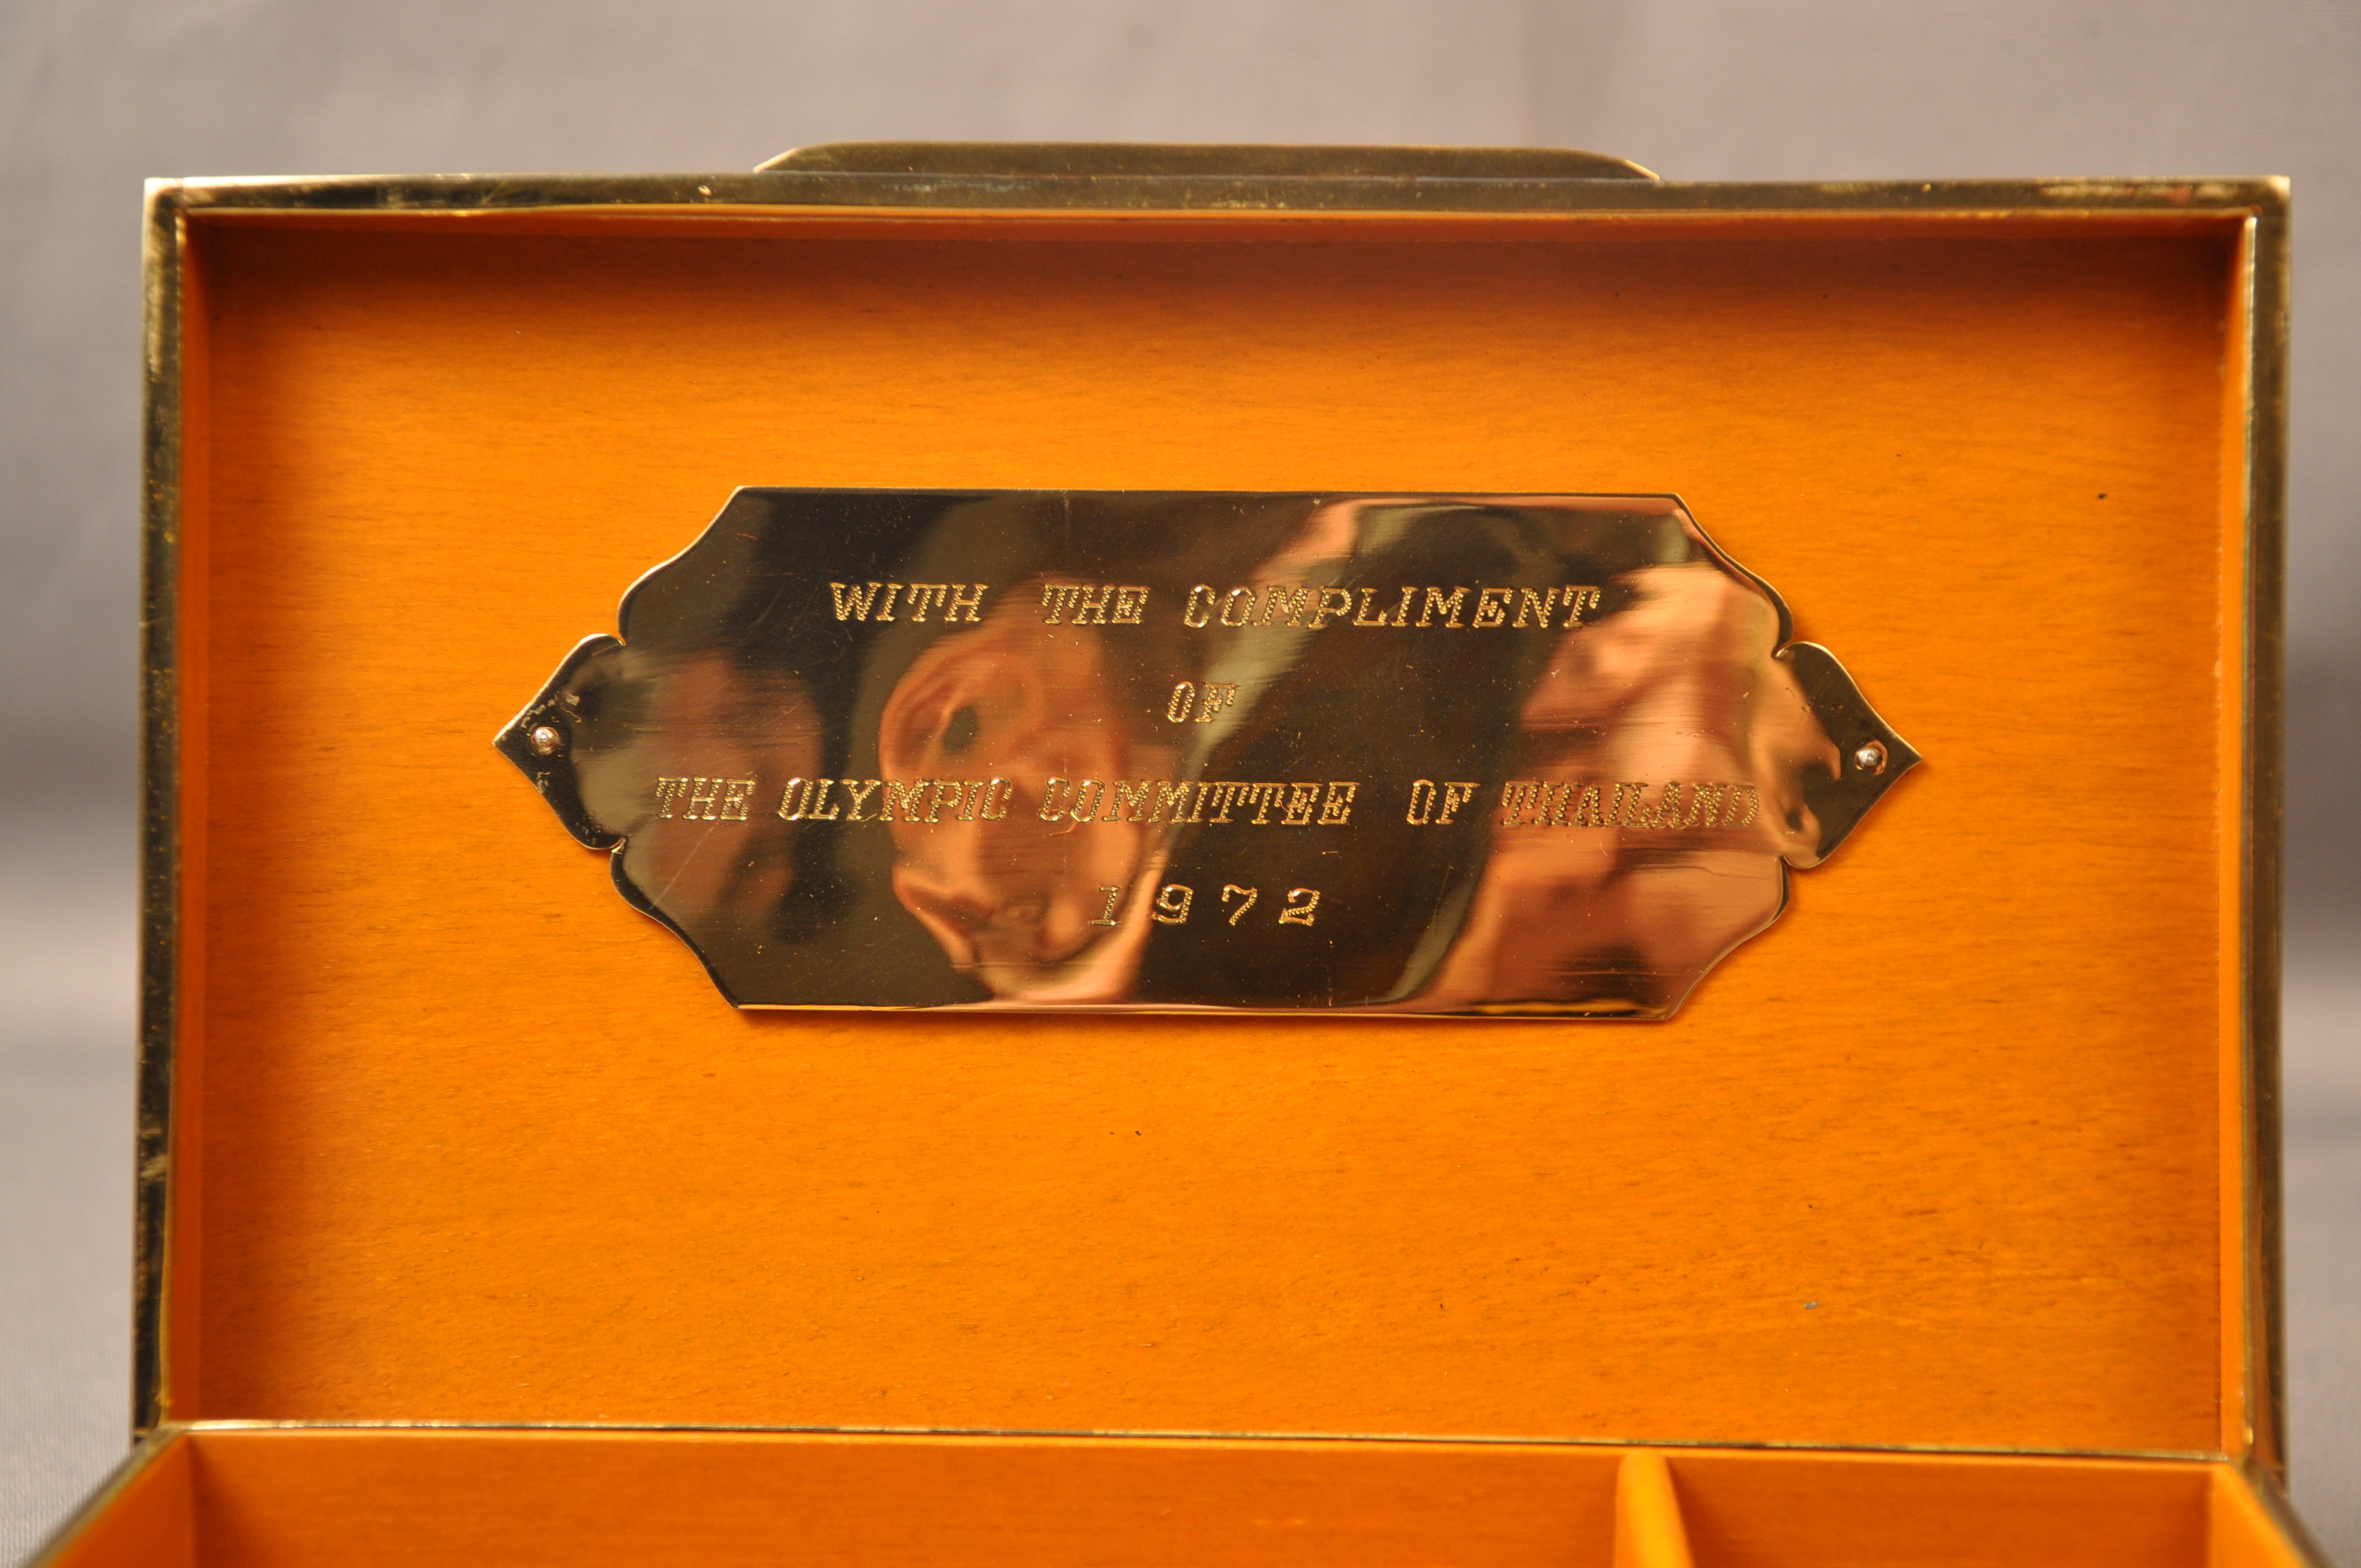 WITH THE COMPLIMENT
OF
THE OLYMPIC COMMITTEE OF THAILAND
1972